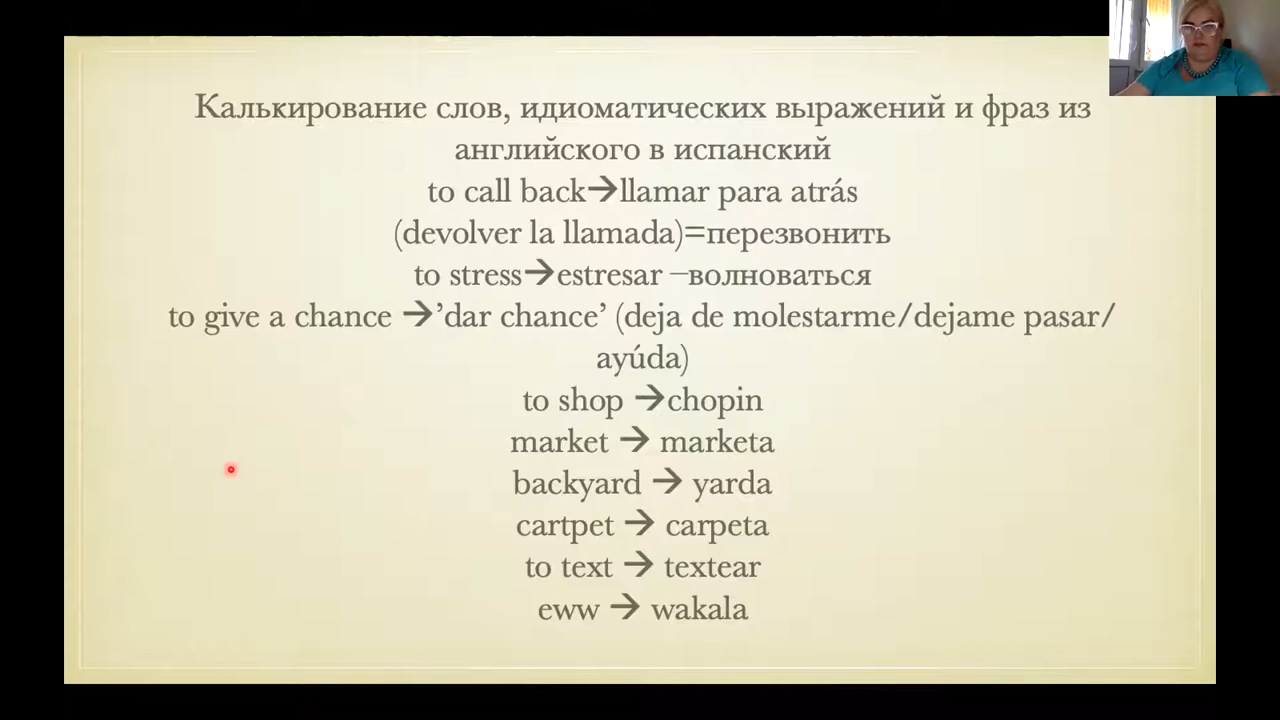 Калькирование слов, идиоматических выражений и фраз из
английского в испанский
to call back→llamar para atrás
(devolver la llamada)=перезвонить
to stress→estresar –волноваться
to give a chance →’dar chance’ (deja de molestarme/dejame pasar/
ayúda)
to shop →chopin
market → marketa
backyard → yarda
cartpet → carpeta
to text → textear
eww → wakala